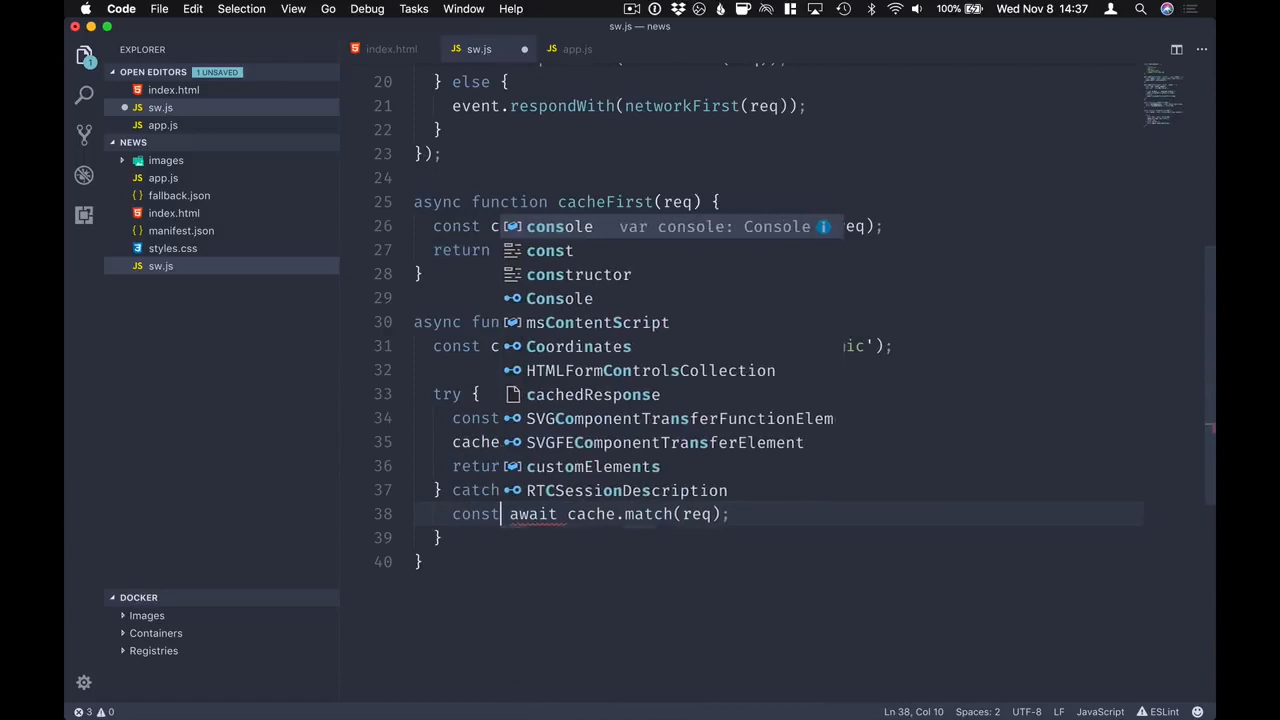 Code File Edit Selection View Go Debug Tasks Window Help 100% Wed Nov 8 14:37
sw.js — news
EXPLORER
index.html
sw.js
app.js
OPEN EDITORS 1 UNSAVED
index.html
sw.js
app.js
NEWS
images
app.js
fallback.json
index.html
manifest.json
styles.css
sw.js
DOCKER
Images
Containers
Registries
1
20 } else {
21 event.respondWith(networkFirst(req));
22 }
23 });
24
25 async function cacheFirst(req) {
26 const c eq);
27 return
28 }
29
30 async fun
31 const c ic');
32
33 try {
34 const
35 cache
36 retur
37 } catch
38 const await cache.match(req);
39 }
40 }
console var console: Console
const
constructor
Console
msContentScript
Coordinates
HTMLFormControlsCollection
cachedResponse
SVGComponentTransferFunctionElem
SVGFEComponentTransferElement
customElements
RTCSessionDescription
3 0 Ln 38, Col 10 Spaces: 2 UTF-8 LF JavaScript ESLint